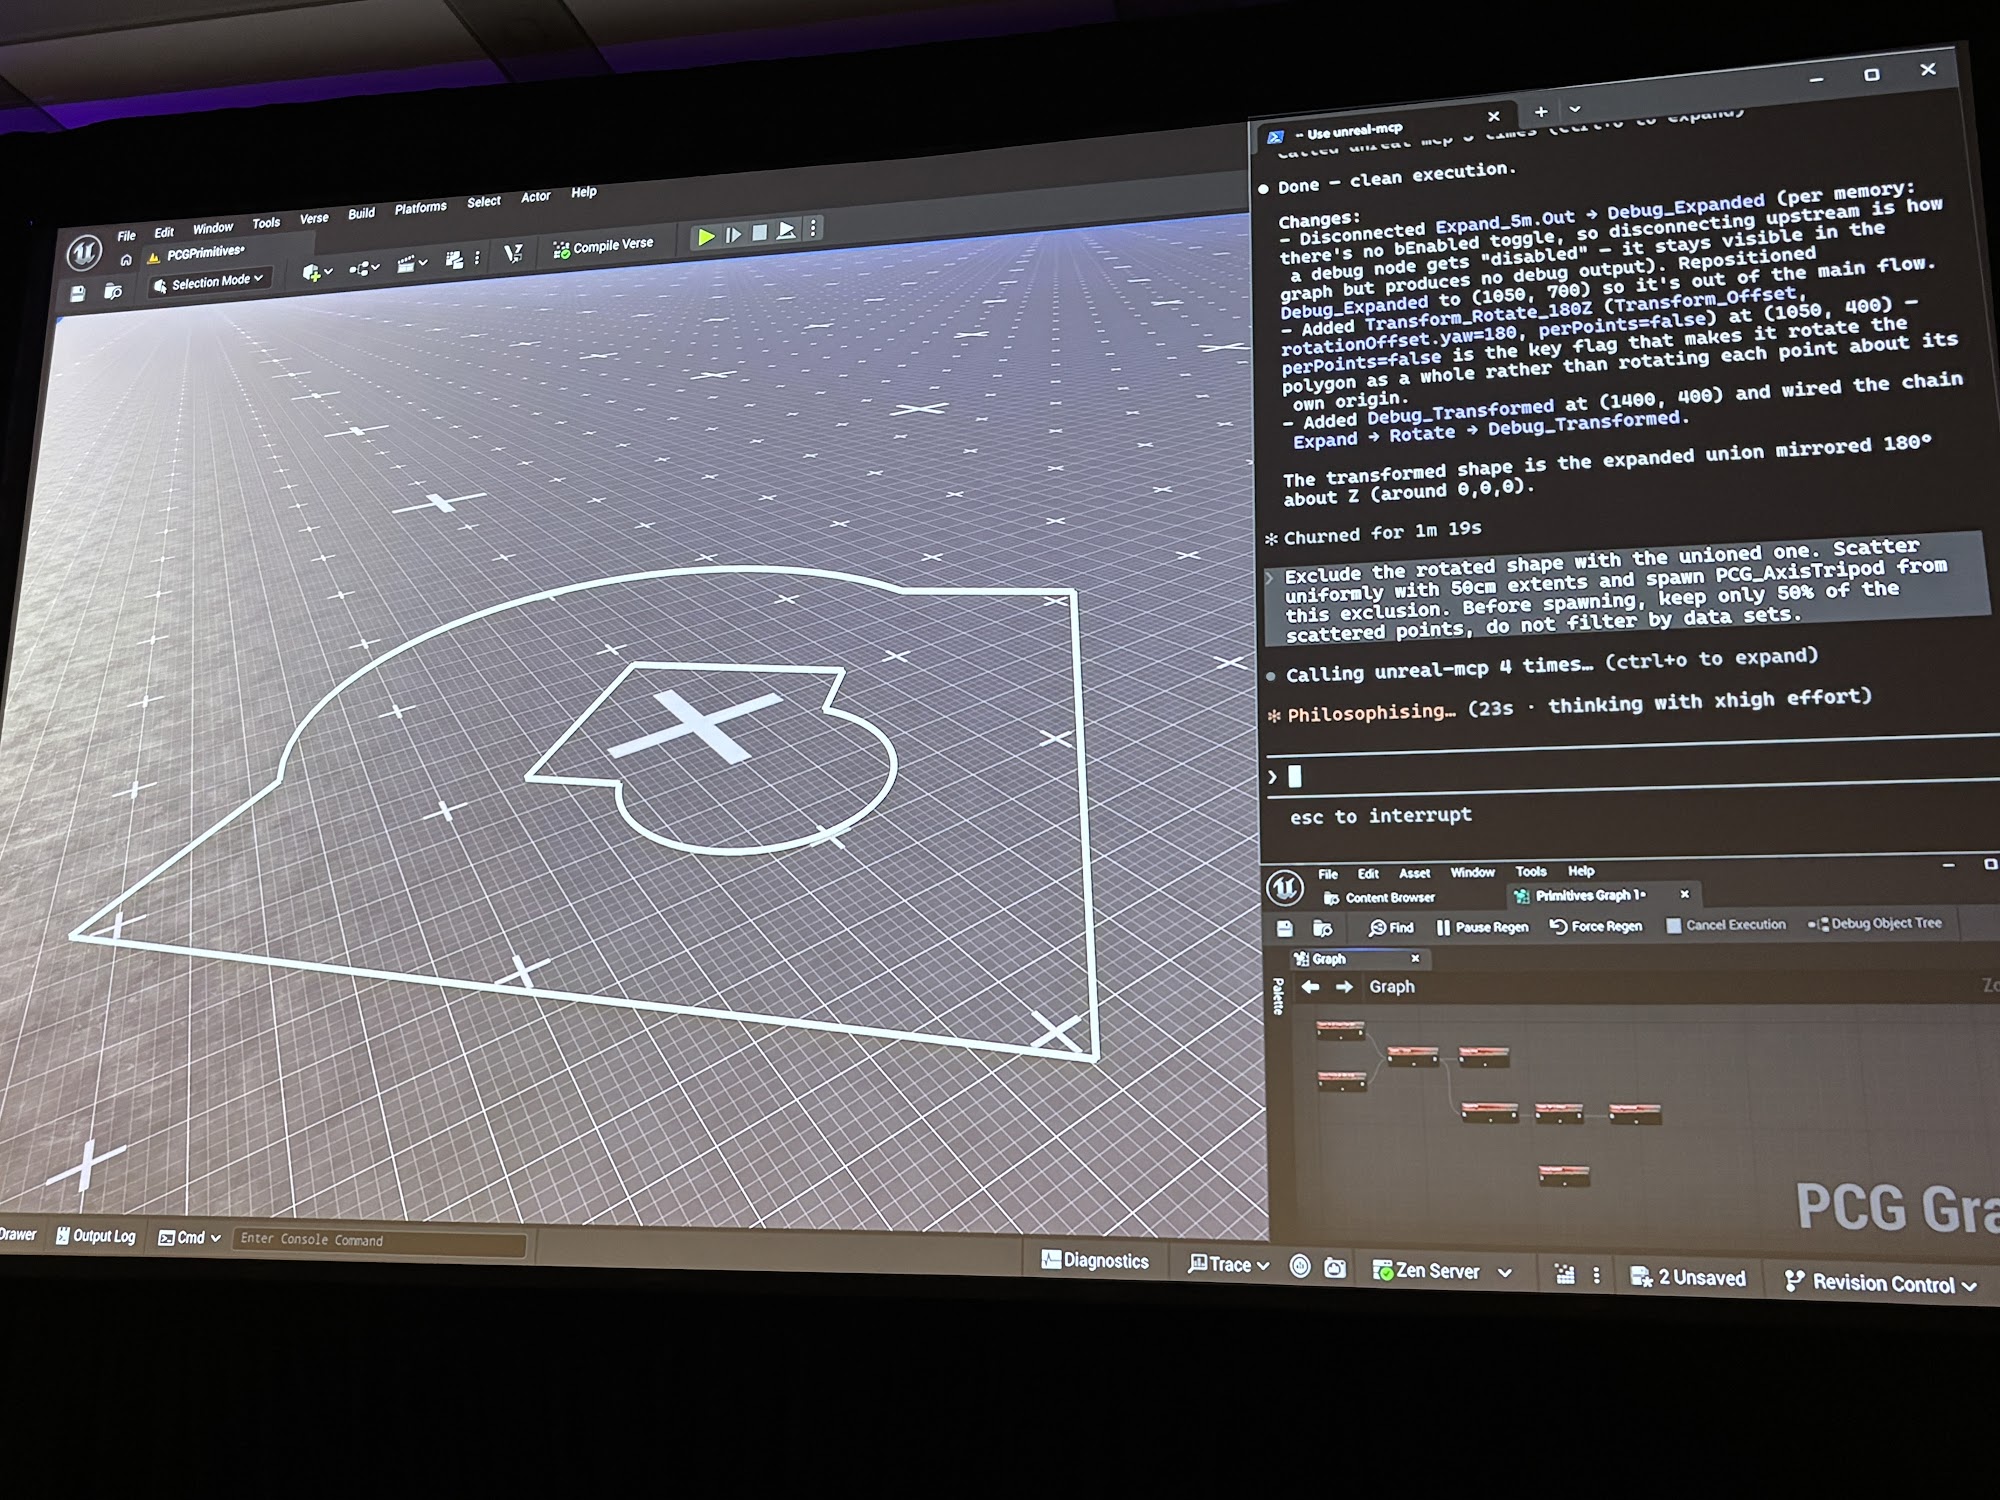 File Edit Window Tools Verse Build Platforms Select Actor Help
PCGPrimitives*
Selection Mode
Compile Verse
Use unreal-mcp
Called unreal-mcp times (ctrl+o to expand)
Done – clean execution.
Changes:
– Disconnected Expand_5m.Out → Debug_Expanded (per memory:
there's no bEnabled toggle, so disconnecting upstream is how
a debug node gets "disabled" – it stays visible in the
graph but produces no debug output). Repositioned
Debug_Expanded to (1050, 700) so it's out of the main flow.
– Added Transform_Rotate_180Z (Transform_Offset,
rotationOffset.yaw=180, perPoints=false) at (1050, 400) –
perPoints=false is the key flag that makes it rotate the
polygon as a whole rather than rotating each point about its
own origin.
– Added Debug_Transformed at (1400, 400) and wired the chain
Expand → Rotate → Debug_Transformed.
The transformed shape is the expanded union mirrored 180°
about Z (around 0,0,0).
Churned for 1m 19s
› Exclude the rotated shape with the unioned one. Scatter
uniformly with 50cm extents and spawn PCG_AxisTripod from
this exclusion. Before spawning, keep only 50% of the
scattered points, do not filter by data sets.
Calling unreal-mcp 4 times… (ctrl+o to expand)
Philosophising… (23s · thinking with xhigh effort)
›
esc to interrupt
File Edit Asset Window Tools Help
Content Browser
Primitives Graph 1*
Find Pause Regen Force Regen Cancel Execution Debug Object Tree
Graph
Palette
Graph
Zo
PCG Gra
Drawer Output Log Cmd Enter Console Command
Diagnostics Trace Zen Server 2 Unsaved Revision Control